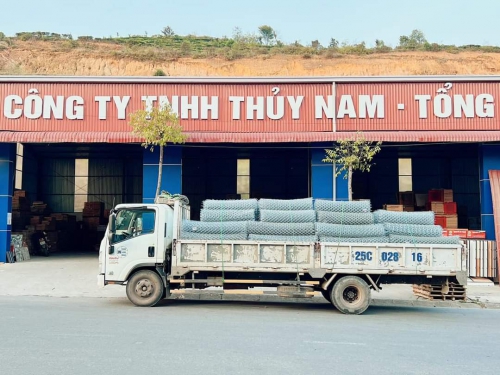 CÔNG TY TNHH THỦY NAM - TỔNG
25C 028 16